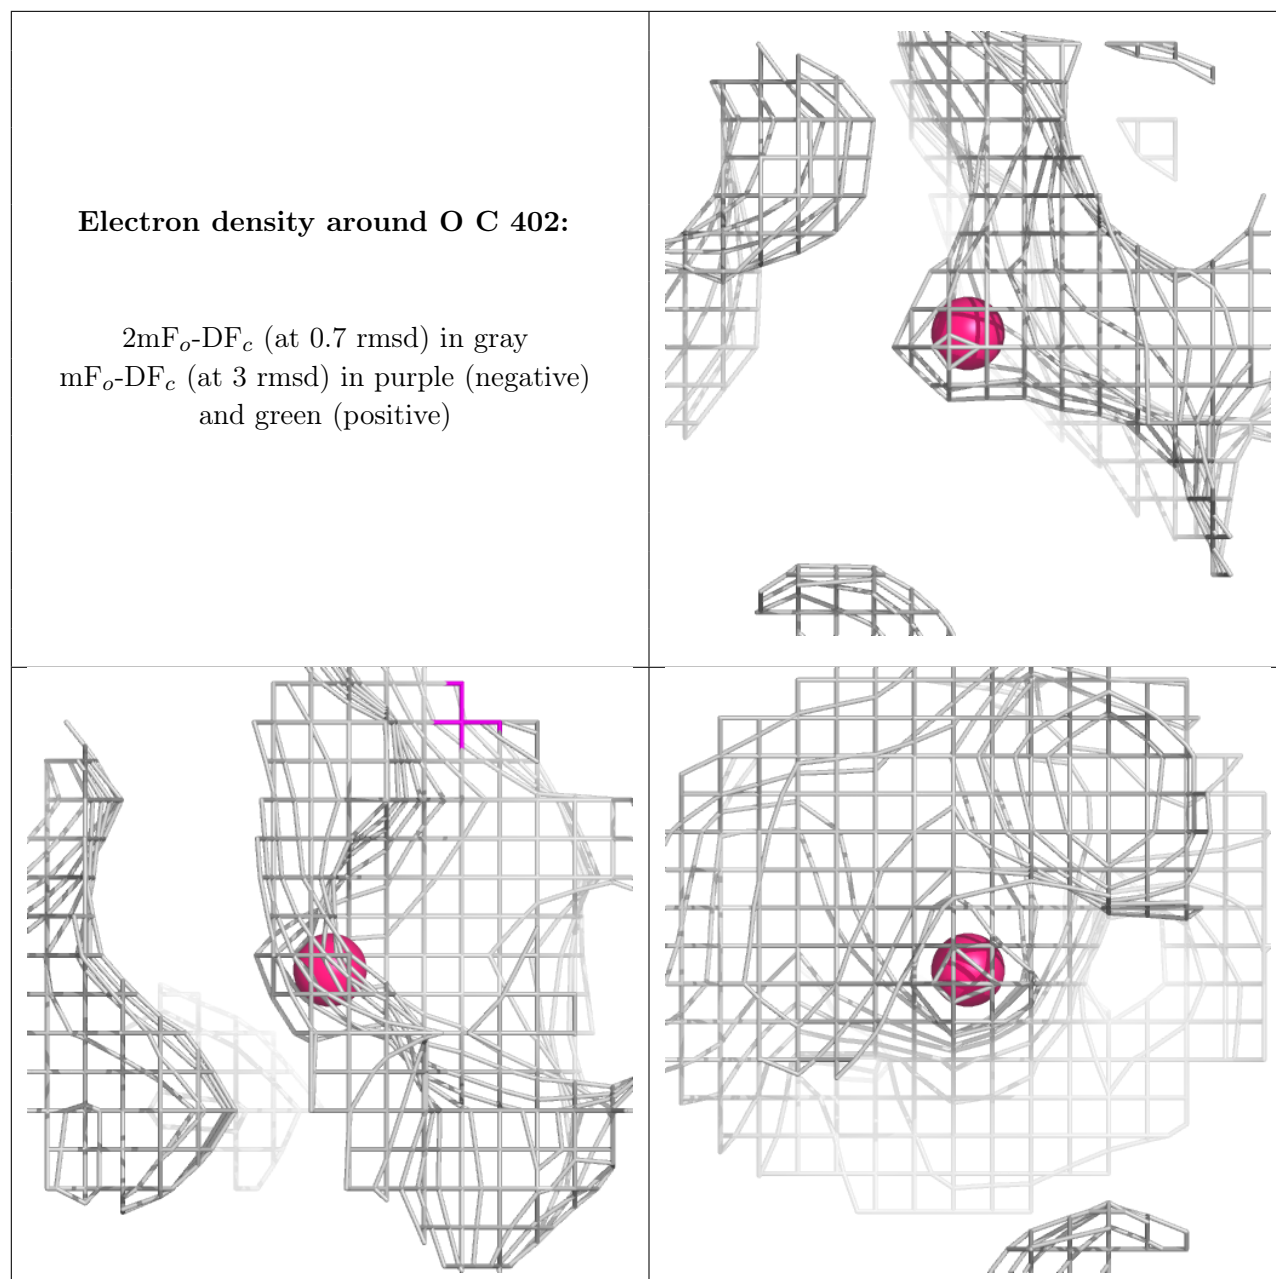 Electron density around O C 402:
2mFo-DFc (at 0.7 rmsd) in gray
mFo-DFc (at 3 rmsd) in purple (negative)
and green (positive)